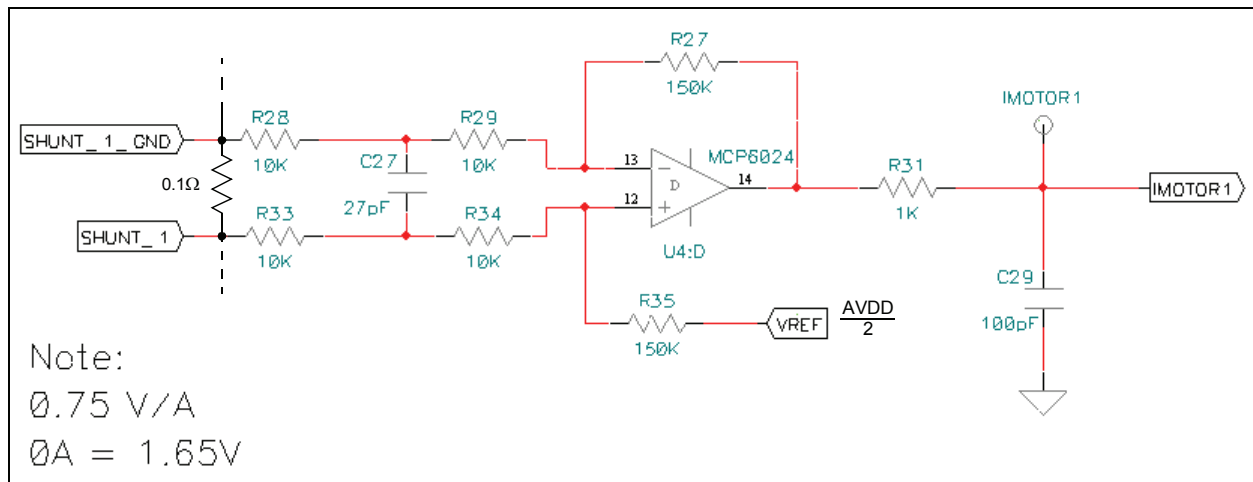 R27
150K
IMOTOR1
R28
R29
SHUNT_1_GND
10K
C27
10K
13
MCP6024
0.1Ω
D
14
R31
IMOTOR1
27pF
12
1K
SHUNT_1
R33
R34
10K
10K
U4:D
C29
R35
VREF
AVDD
2
100pF
150K
Note:
0.75 V/A
0A = 1.65V